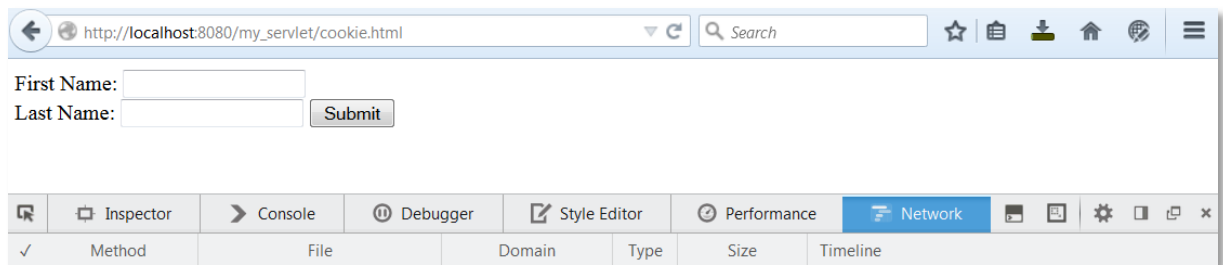 http://localhost:8080/my_servlet/cookie.html Search
First Name:
Last Name: Submit
Inspector Console Debugger Style Editor Performance Network
✓ Method File Domain Type Size Timeline